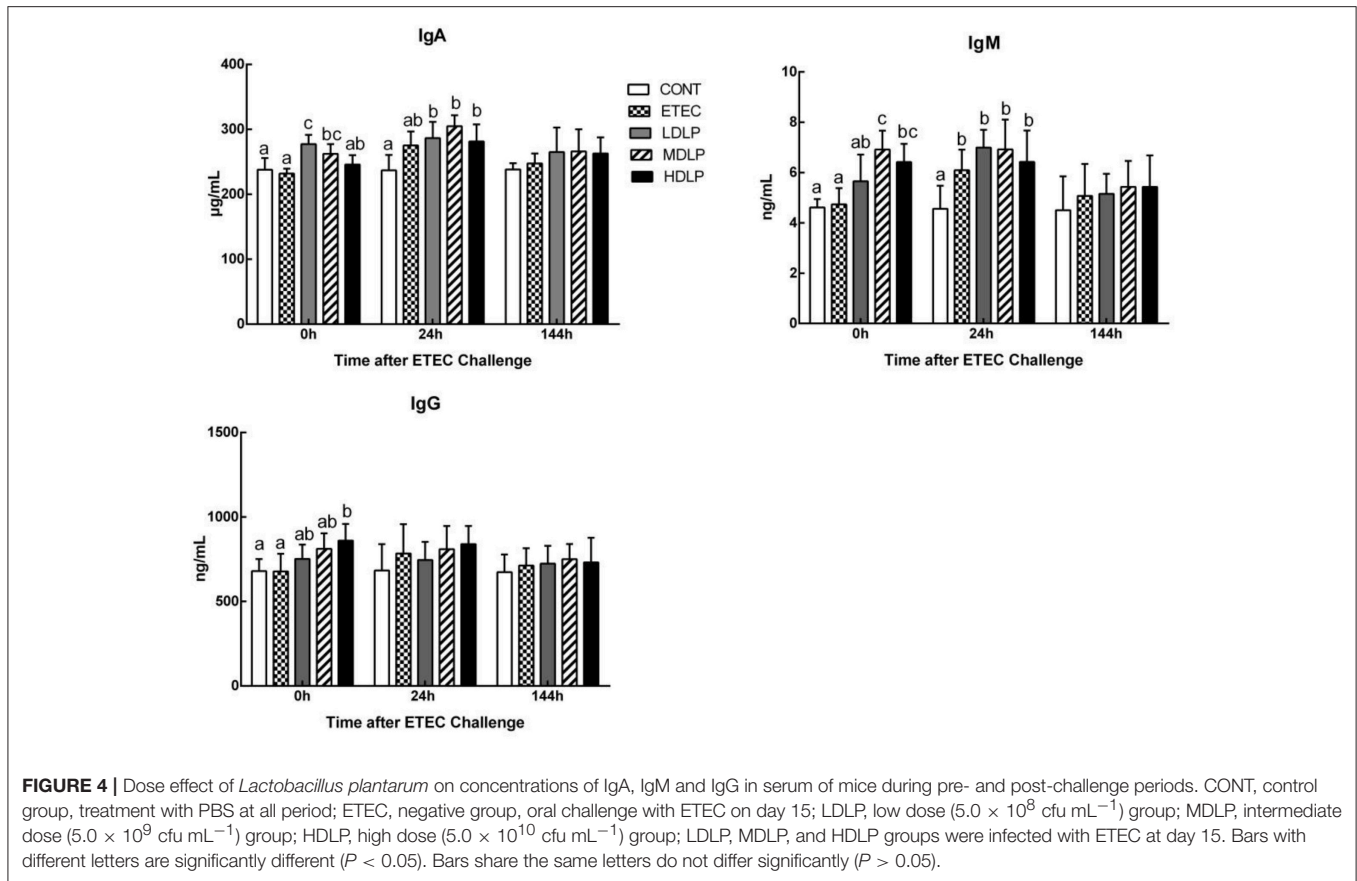 IgA
400
300
200
100
0
µg/mL
a a c bc ab
a ab b b b
0h 24h 144h
Time after ETEC Challenge
CONT
ETEC
LDLP
MDLP
HDLP
IgM
10
8
6
4
2
0
ng/mL
a a ab c bc
a b b b b
0h 24h 144h
Time after ETEC Challenge
IgG
1500
1000
500
0
ng/mL
a a ab ab b
0h 24h 144h
Time after ETEC Challenge
FIGURE 4 | Dose effect of Lactobacillus plantarum on concentrations of IgA, IgM and IgG in serum of mice during pre- and post-challenge periods. CONT, control
group, treatment with PBS at all period; ETEC, negative group, oral challenge with ETEC on day 15; LDLP, low dose (5.0 × 10⁸ cfu mL⁻¹) group; MDLP, intermediate
dose (5.0 × 10⁹ cfu mL⁻¹) group; HDLP, high dose (5.0 × 10¹⁰ cfu mL⁻¹) group; LDLP, MDLP, and HDLP groups were infected with ETEC at day 15. Bars with
different letters are significantly different (P < 0.05). Bars share the same letters do not differ significantly (P > 0.05).